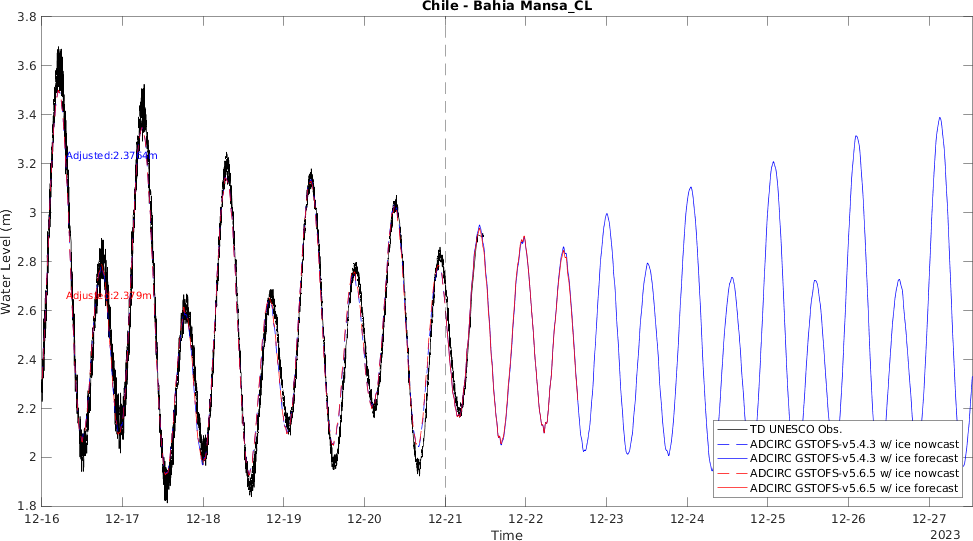 Chile - Bahia Mansa_CL
3.8
3.6
3.4
3.2
3
2.8
2.6
2.4
2.2
2
1.8
Water Level (m)
Adjusted:2.3764m
Adjusted:2.379m
TD UNESCO Obs.
ADCIRC GSTOFS-v5.4.3 w/ ice nowcast
ADCIRC GSTOFS-v5.4.3 w/ ice forecast
ADCIRC GSTOFS-v5.6.5 w/ ice nowcast
ADCIRC GSTOFS-v5.6.5 w/ ice forecast
12-16 12-17 12-18 12-19 12-20 12-21 12-22 12-23 12-24 12-25 12-26 12-27
2023
Time